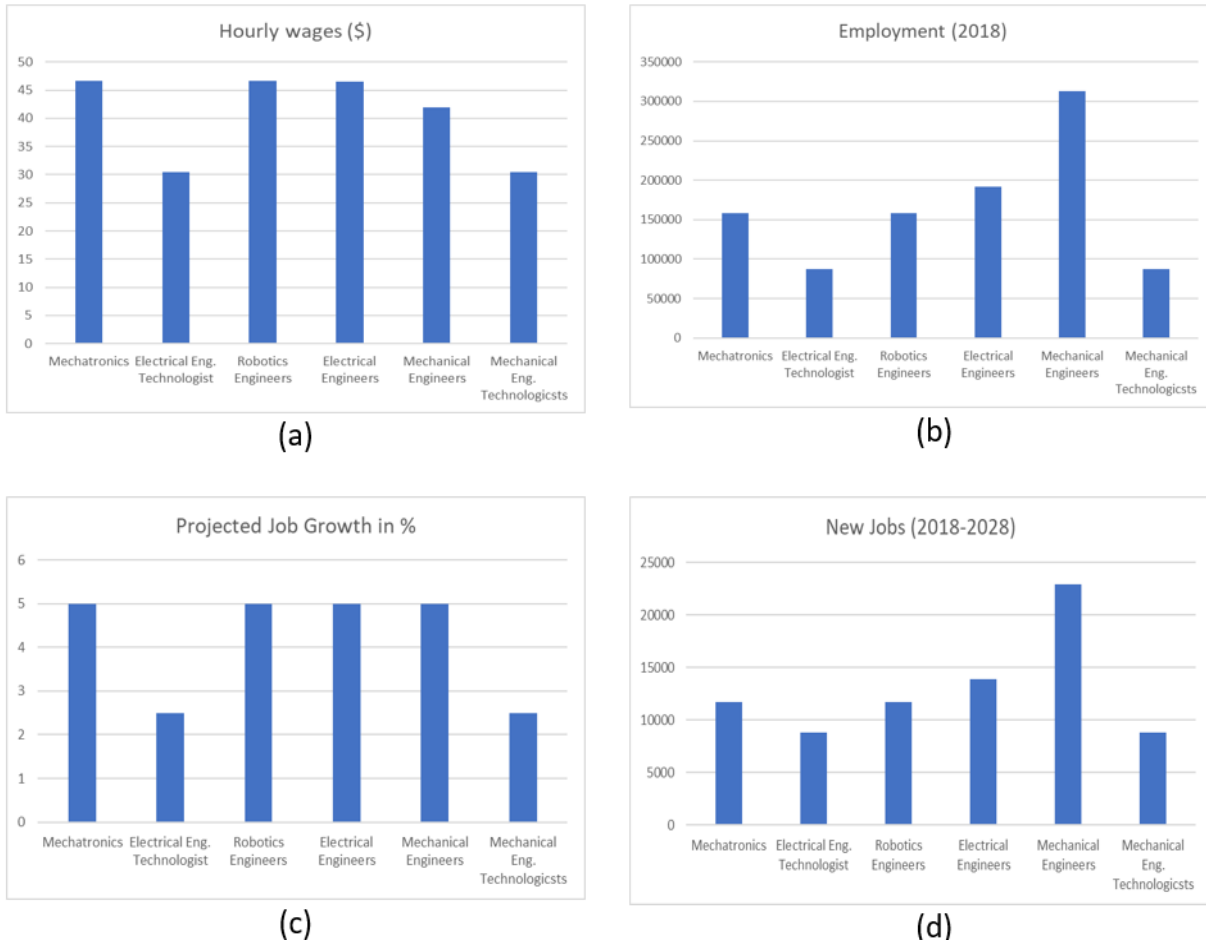 Hourly wages ($)
50
45
40
35
30
25
20
15
10
5
0
Mechatronics Electrical Eng. Robotics Electrical Mechanical Mechanical
Technologist Engineers Engineers Engineers Eng.
Technologicsts
(a)
Employment (2018)
350000
300000
250000
200000
150000
100000
50000
0
Mechatronics Electrical Eng. Robotics Electrical Mechanical Mechanical
Technologist Engineers Engineers Engineers Eng.
Technologicsts
(b)
Projected Job Growth in %
6
5
4
3
2
1
0
Mechatronics Electrical Eng. Robotics Electrical Mechanical Mechanical
Technologist Engineers Engineers Engineers Eng.
Technologicsts
(c)
New Jobs (2018-2028)
25000
20000
15000
10000
5000
0
Mechatronics Electrical Eng. Robotics Electrical Mechanical Mechanical
Technologist Engineers Engineers Engineers Eng.
Technologicsts
(d)